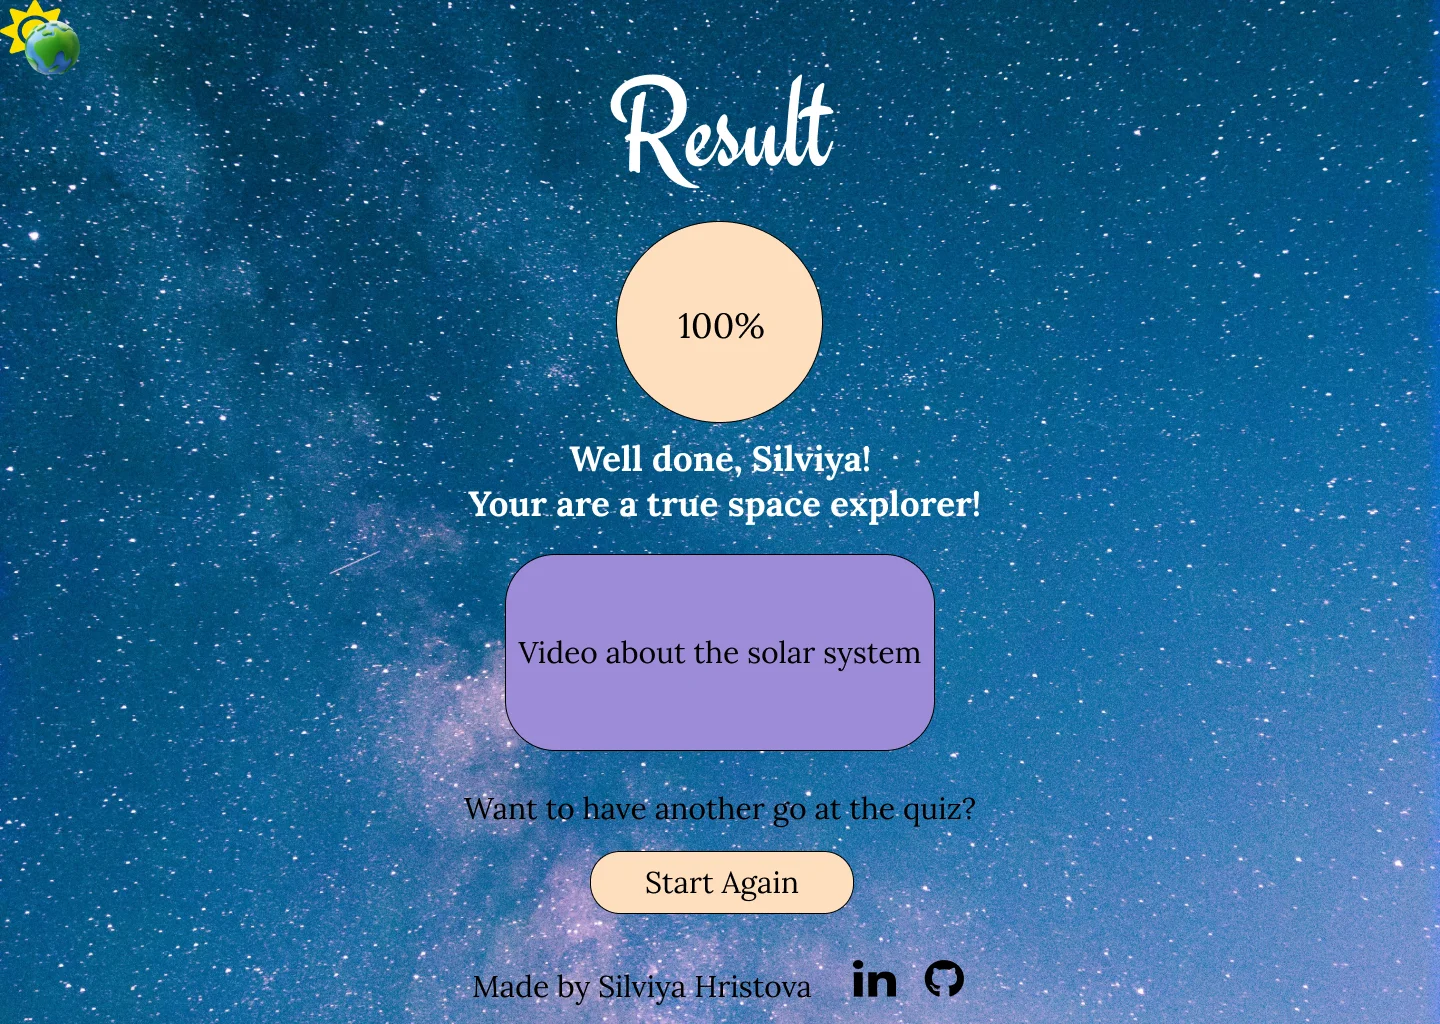 Result
100%
Well done, Silviya!
Your are a true space explorer!
Video about the solar system
Want to have another go at the quiz?
Start Again
Made by Silviya Hristova
in